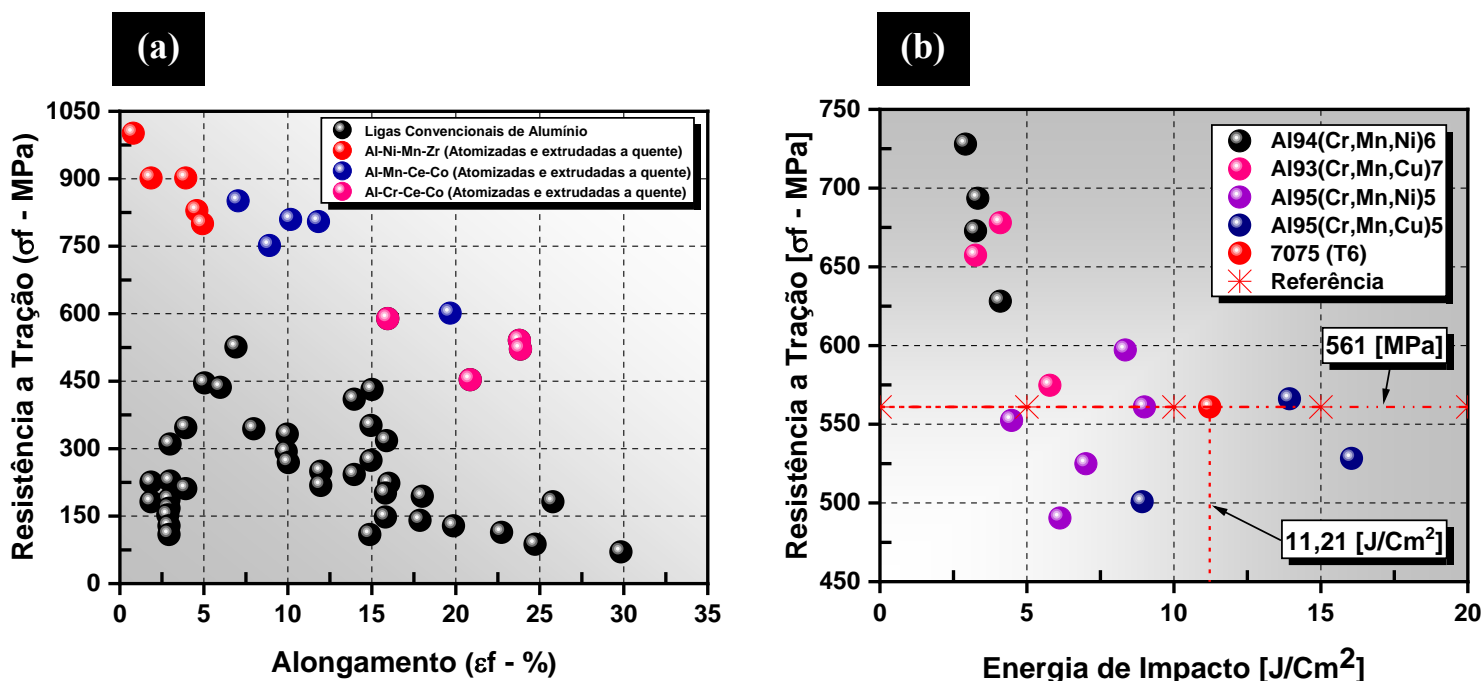 (a)
Resistência a Tração (σf - MPa)
1050
900
750
600
450
300
150
0
0 5 10 15 20 25 30 35
Alongamento (εf - %)
Ligas Convencionais de Alumínio
Al-Ni-Mn-Zr (Atomizadas e extrudadas a quente)
Al-Mn-Ce-Co (Atomizadas e extrudadas a quente)
Al-Cr-Ce-Co (Atomizadas e extrudadas a quente)
(b)
Resistência a Tração [σf - MPa]
750
700
650
600
550
500
450
0 5 10 15 20
Energia de Impacto [J/Cm²]
Al94(Cr,Mn,Ni)6
Al93(Cr,Mn,Cu)7
Al95(Cr,Mn,Ni)5
Al95(Cr,Mn,Cu)5
7075 (T6)
Referência
561 [MPa]
11,21 [J/Cm²]